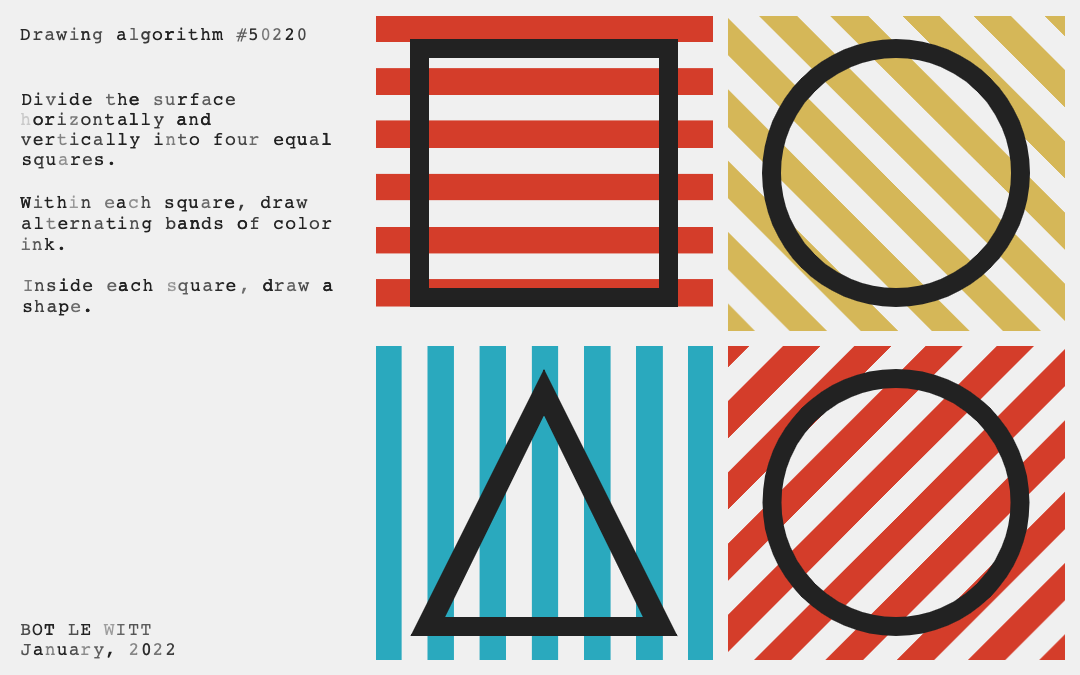 Drawing algorithm #50220
Divide the surface
horizontally and
vertically into four equal
squares.
Within each square, draw
alternating bands of color
ink.
Inside each square, draw a
shape.
BOT LE WITT
January, 2022